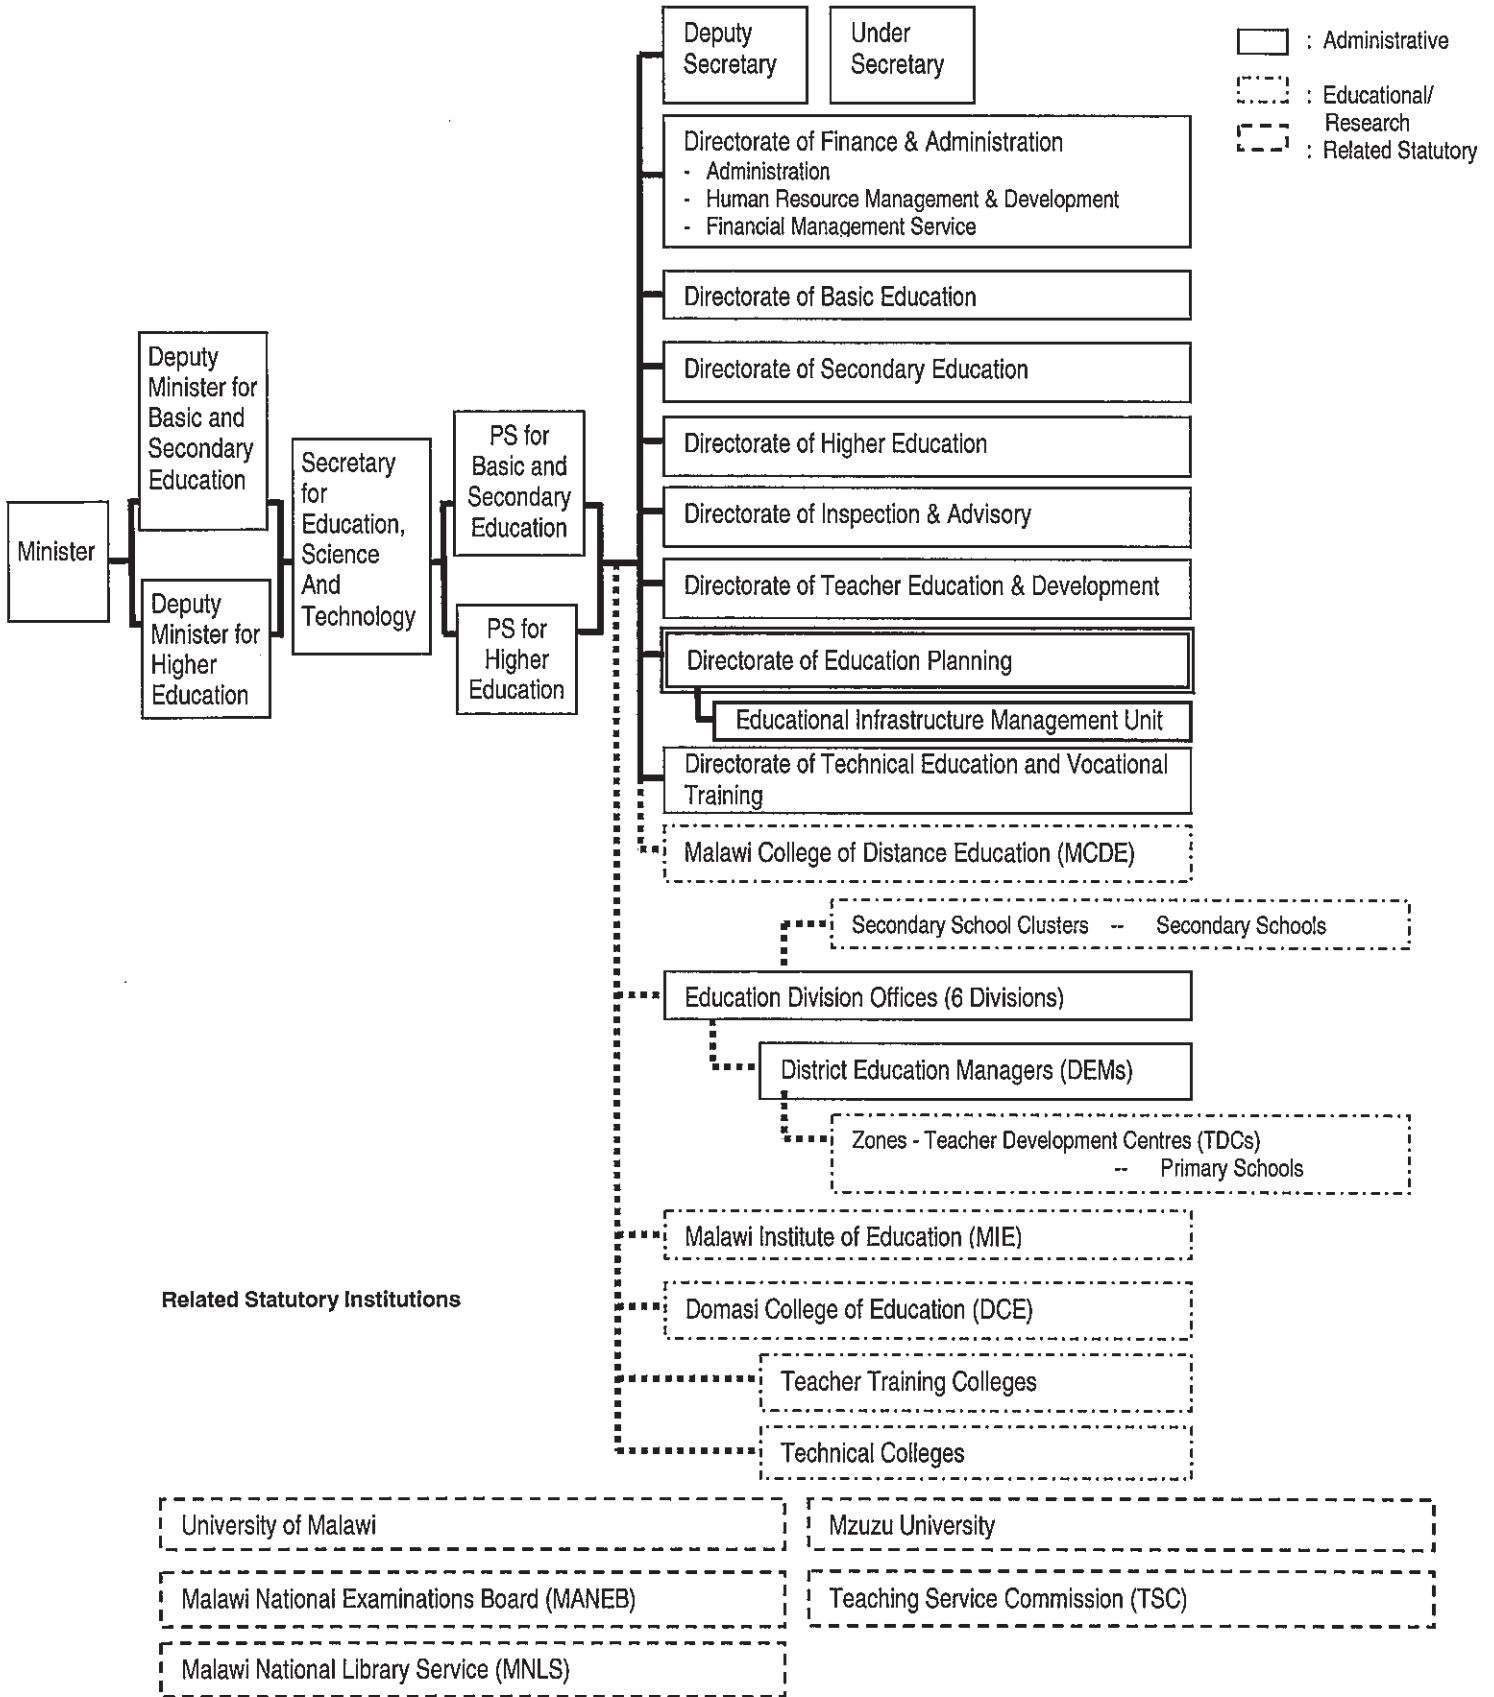 Deputy
Secretary
Under
Secretary
: Administrative
: Educational/
Research
: Related Statutory
Directorate of Finance & Administration
- Administration
- Human Resource Management & Development
- Financial Management Service
Directorate of Basic Education
Directorate of Secondary Education
Directorate of Higher Education
Directorate of Inspection & Advisory
Directorate of Teacher Education & Development
Directorate of Education Planning
Educational Infrastructure Management Unit
Directorate of Technical Education and Vocational
Training
Minister
Deputy
Minister for
Basic and
Secondary
Education
Deputy
Minister for
Higher
Education
Secretary
for
Education,
Science
And
Technology
PS for
Basic and
Secondary
Education
PS for
Higher
Education
Malawi College of Distance Education (MCDE)
Secondary School Clusters -- Secondary Schools
Education Division Offices (6 Divisions)
District Education Managers (DEMs)
Zones - Teacher Development Centres (TDCs)
-- Primary Schools
Malawi Institute of Education (MIE)
Domasi College of Education (DCE)
Teacher Training Colleges
Technical Colleges
Related Statutory Institutions
University of Malawi
Mzuzu University
Malawi National Examinations Board (MANEB)
Teaching Service Commission (TSC)
Malawi National Library Service (MNLS)